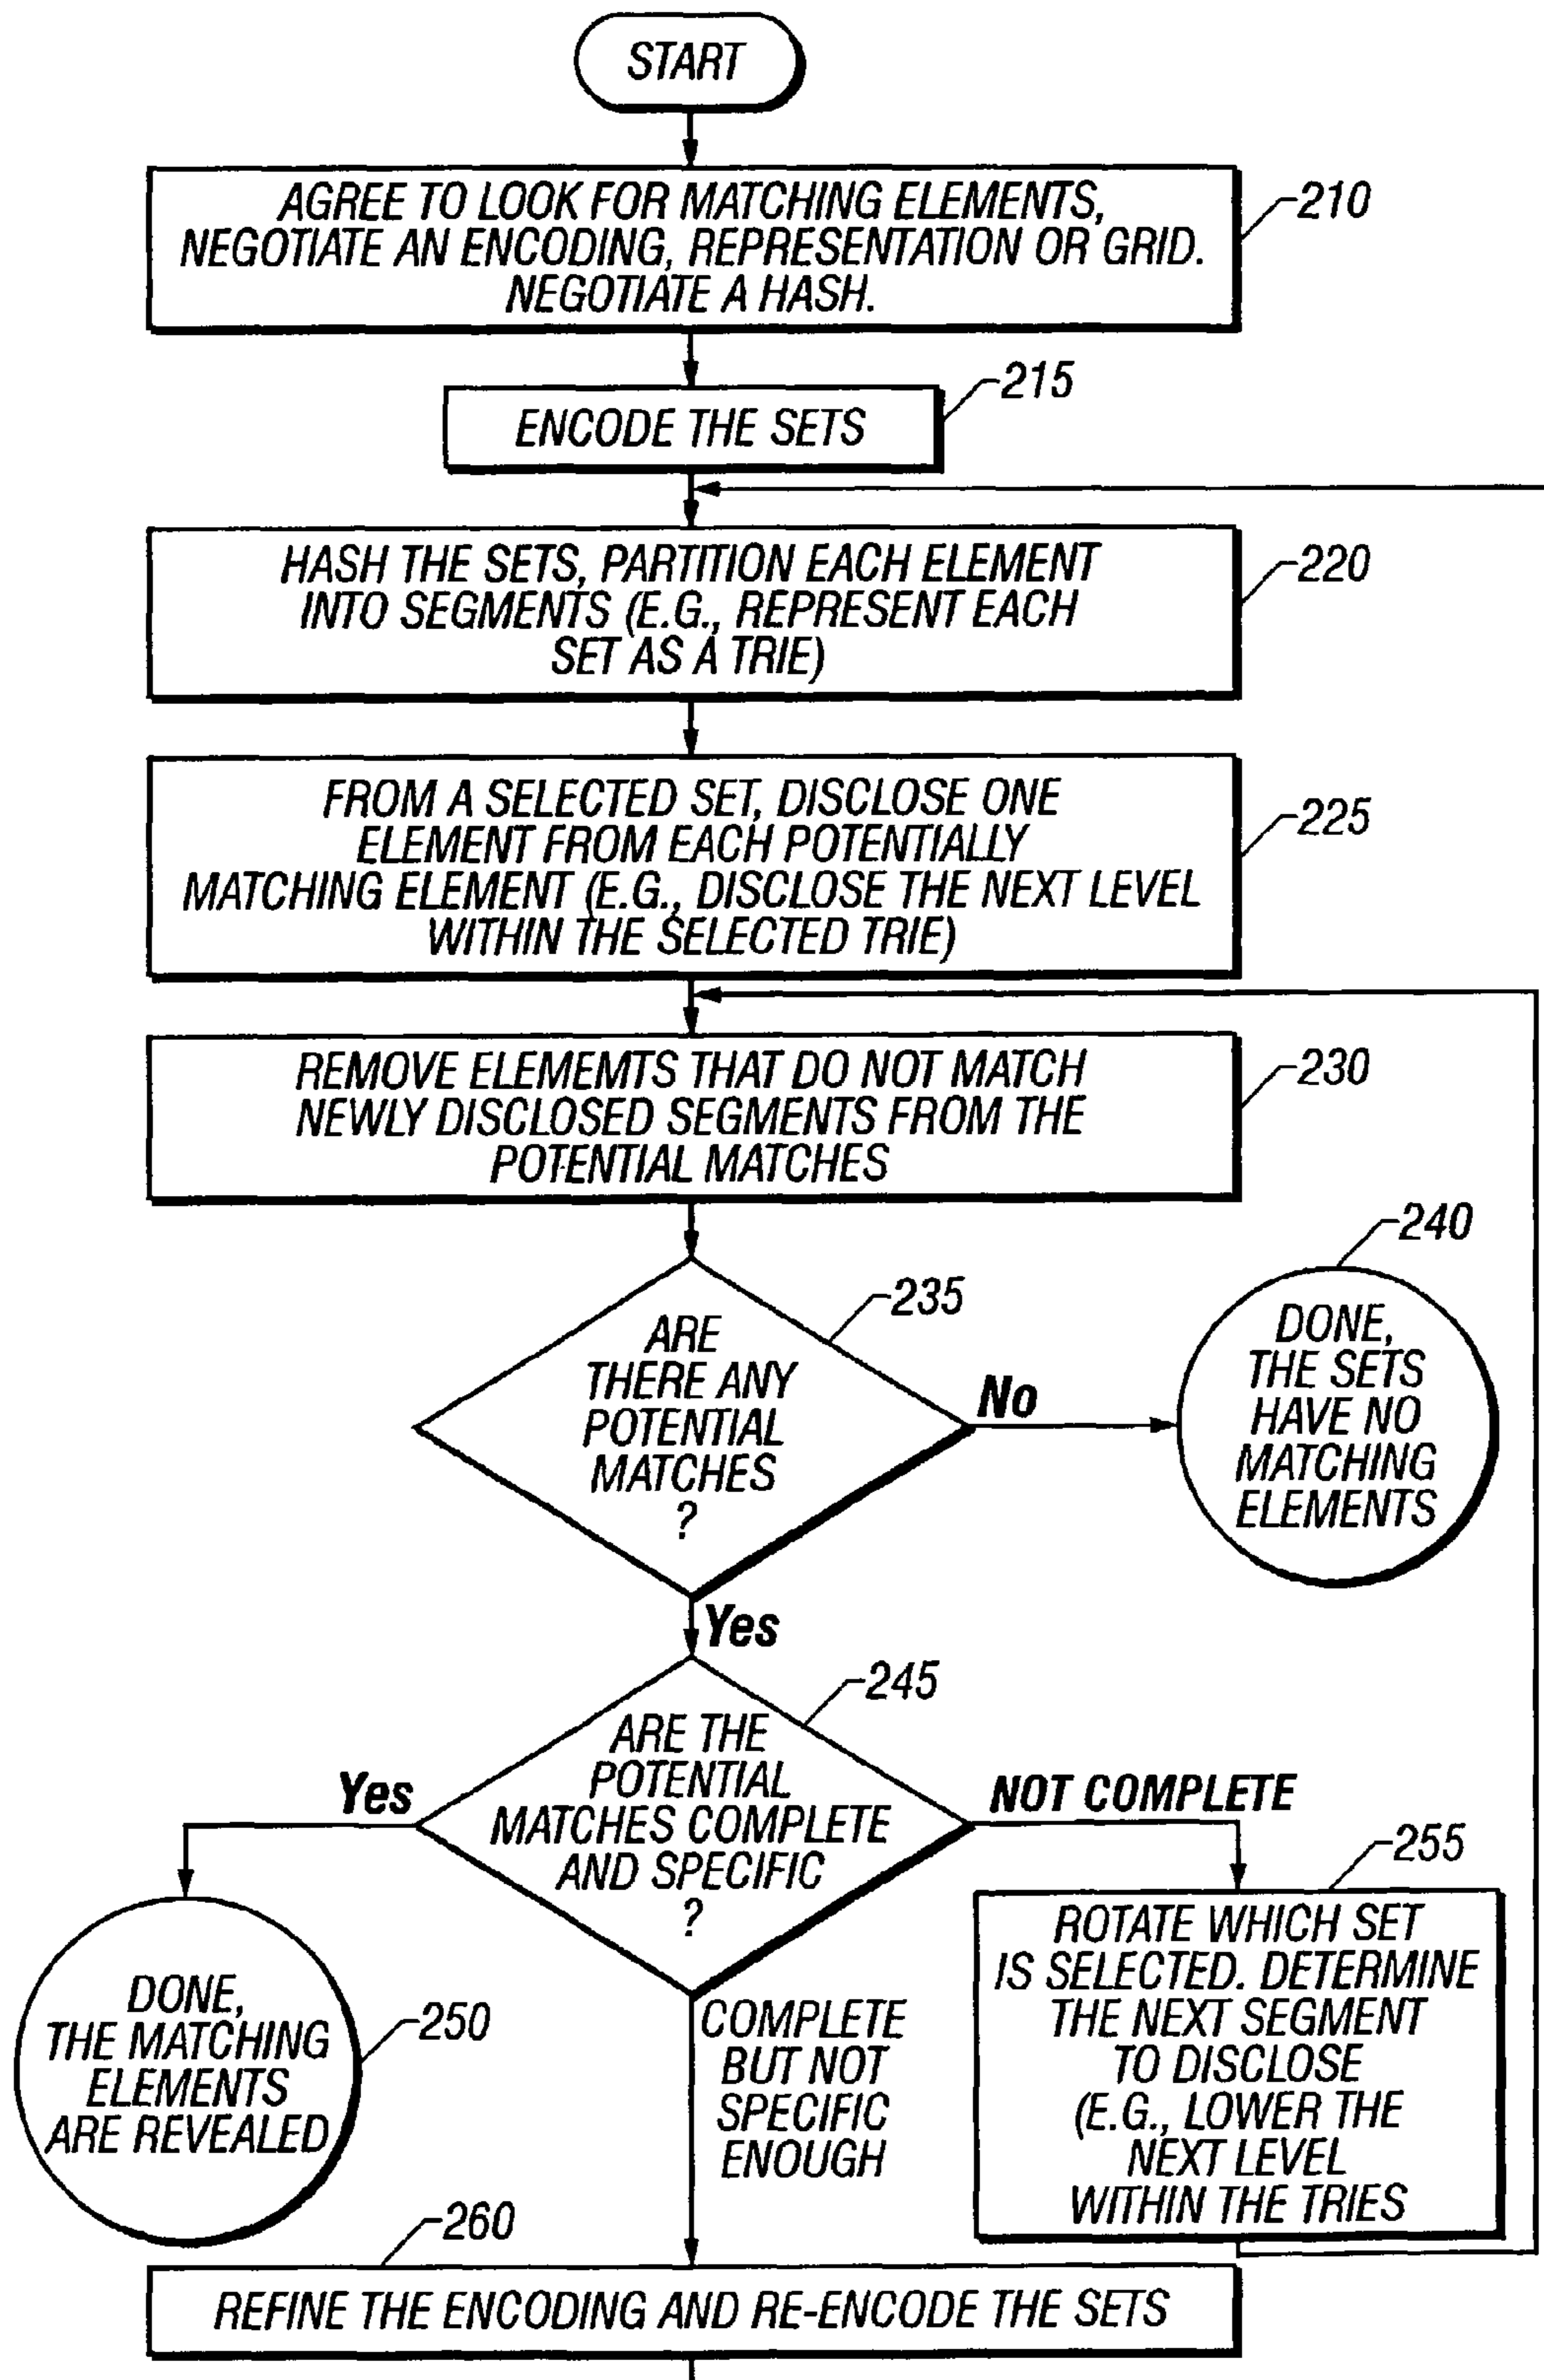 START
AGREE TO LOOK FOR MATCHING ELEMENTS,
NEGOTIATE AN ENCODING, REPRESENTATION OR GRID.
NEGOTIATE A HASH.
210
ENCODE THE SETS
215
HASH THE SETS, PARTITION EACH ELEMENT
INTO SEGMENTS (E.G., REPRESENT EACH
SET AS A TRIE)
220
FROM A SELECTED SET, DISCLOSE ONE
ELEMENT FROM EACH POTENTIALLY
MATCHING ELEMENT (E.G., DISCLOSE THE NEXT LEVEL
WITHIN THE SELECTED TRIE)
225
REMOVE ELEMEMTS THAT DO NOT MATCH
NEWLY DISCLOSED SEGMENTS FROM THE
POTENTIAL MATCHES
230
ARE
THERE ANY
POTENTIAL
MATCHES
?
235
No
DONE,
THE SETS
HAVE NO
MATCHING
ELEMENTS
240
Yes
ARE THE
POTENTIAL
MATCHES COMPLETE
AND SPECIFIC
?
245
Yes
DONE,
THE MATCHING
ELEMENTS
ARE REVEALED
250
NOT COMPLETE
ROTATE WHICH SET
IS SELECTED. DETERMINE
THE NEXT SEGMENT
TO DISCLOSE
(E.G., LOWER THE
NEXT LEVEL
WITHIN THE TRIES
255
COMPLETE
BUT NOT
SPECIFIC
ENOUGH
260
REFINE THE ENCODING AND RE-ENCODE THE SETS